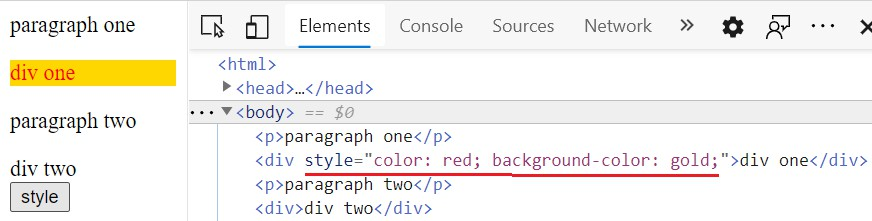 paragraph one
div one
paragraph two
div two
style
Elements Console Sources Network » ···
<html>
<head>…</head>
··· <body> == $0
<p>paragraph one</p>
<div style="color: red; background-color: gold;">div one</div>
<p>paragraph two</p>
<div>div two</div>